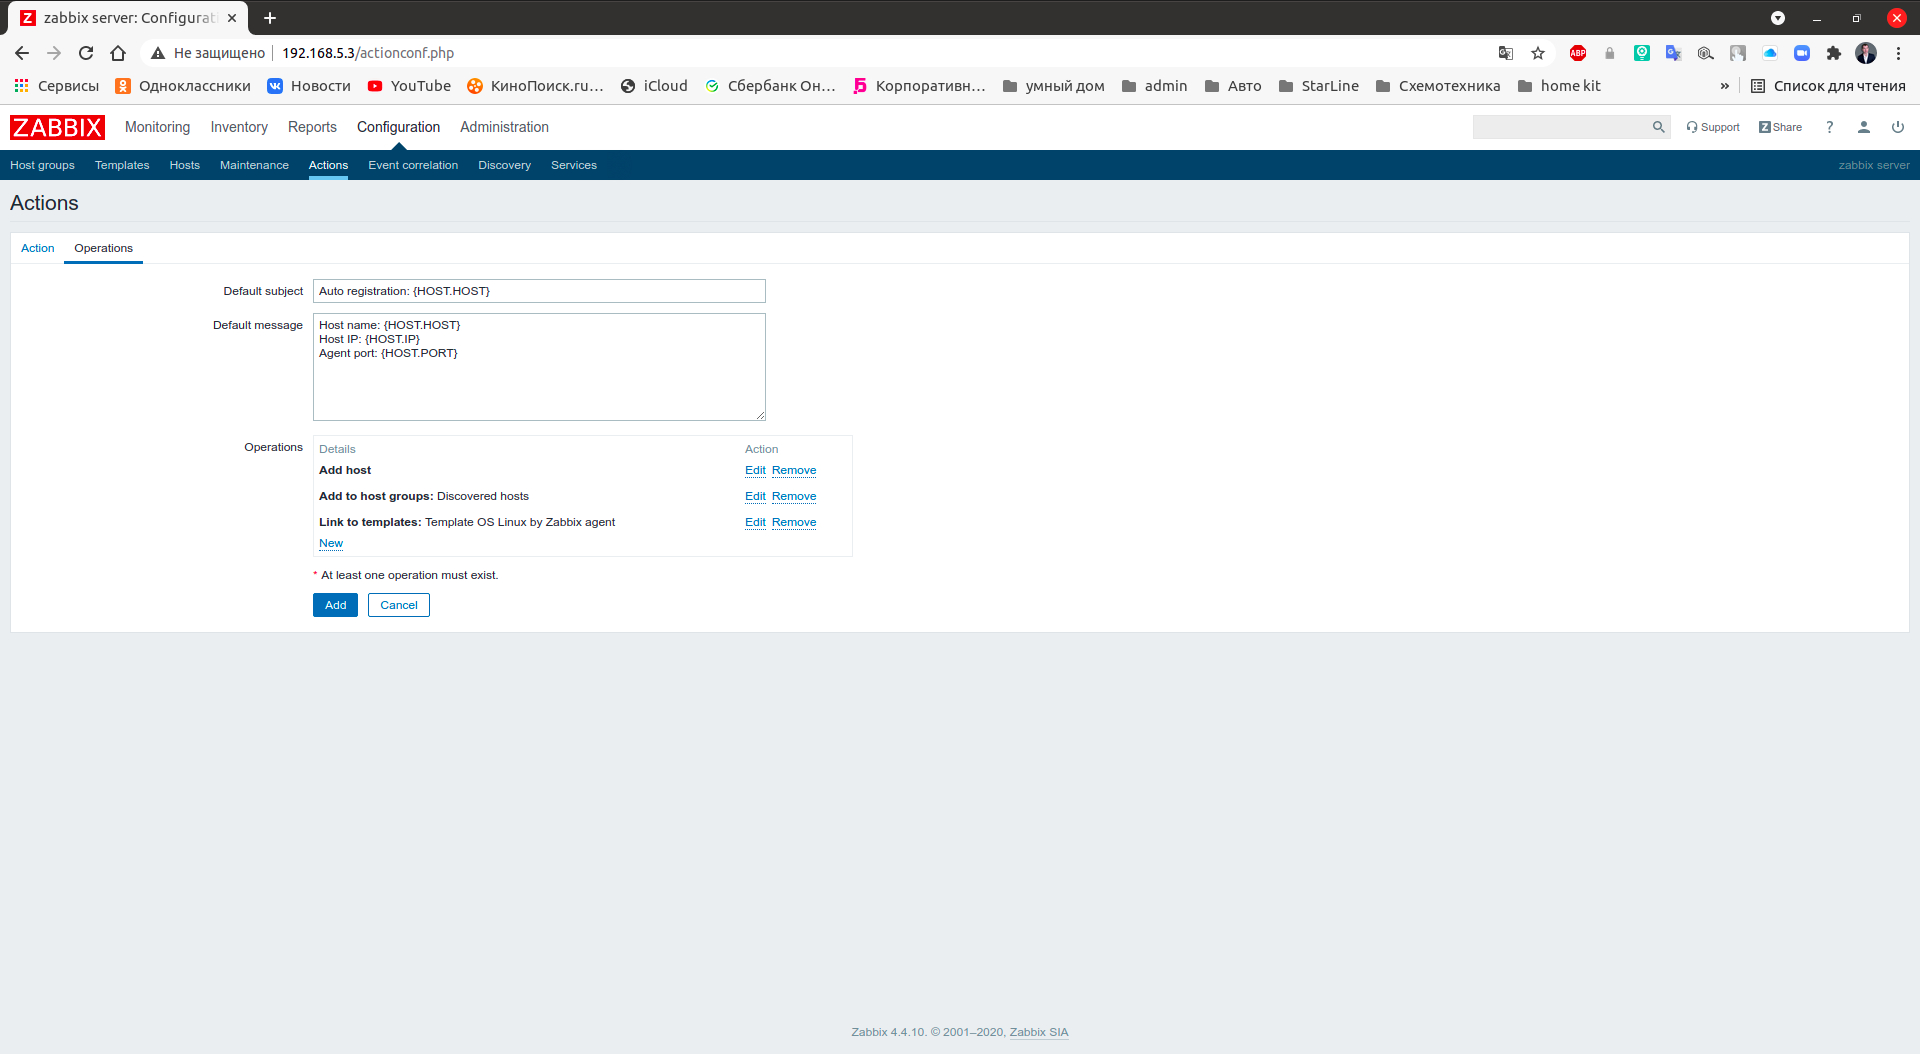 zabbix server: Configurat
Не защищено 192.168.5.3/actionconf.php
Сервисы Одноклассники Новости YouTube КиноПоиск.ru... iCloud Сбербанк Он... Корпоративн... умный дом admin Авто StarLine Схемотехника home kit » Список для чтения
ZABBIX Monitoring Inventory Reports Configuration Administration Support Share ?
Host groups Templates Hosts Maintenance Actions Event correlation Discovery Services zabbix server
Actions
Action Operations
Default subject Auto registration: {HOST.HOST}
Default message Host name: {HOST.HOST}
Host IP: {HOST.IP}
Agent port: {HOST.PORT}
Operations Details Action
Add host Edit Remove
Add to host groups: Discovered hosts Edit Remove
Link to templates: Template OS Linux by Zabbix agent Edit Remove
New
* At least one operation must exist.
Add Cancel
Zabbix 4.4.10. © 2001–2020, Zabbix SIA